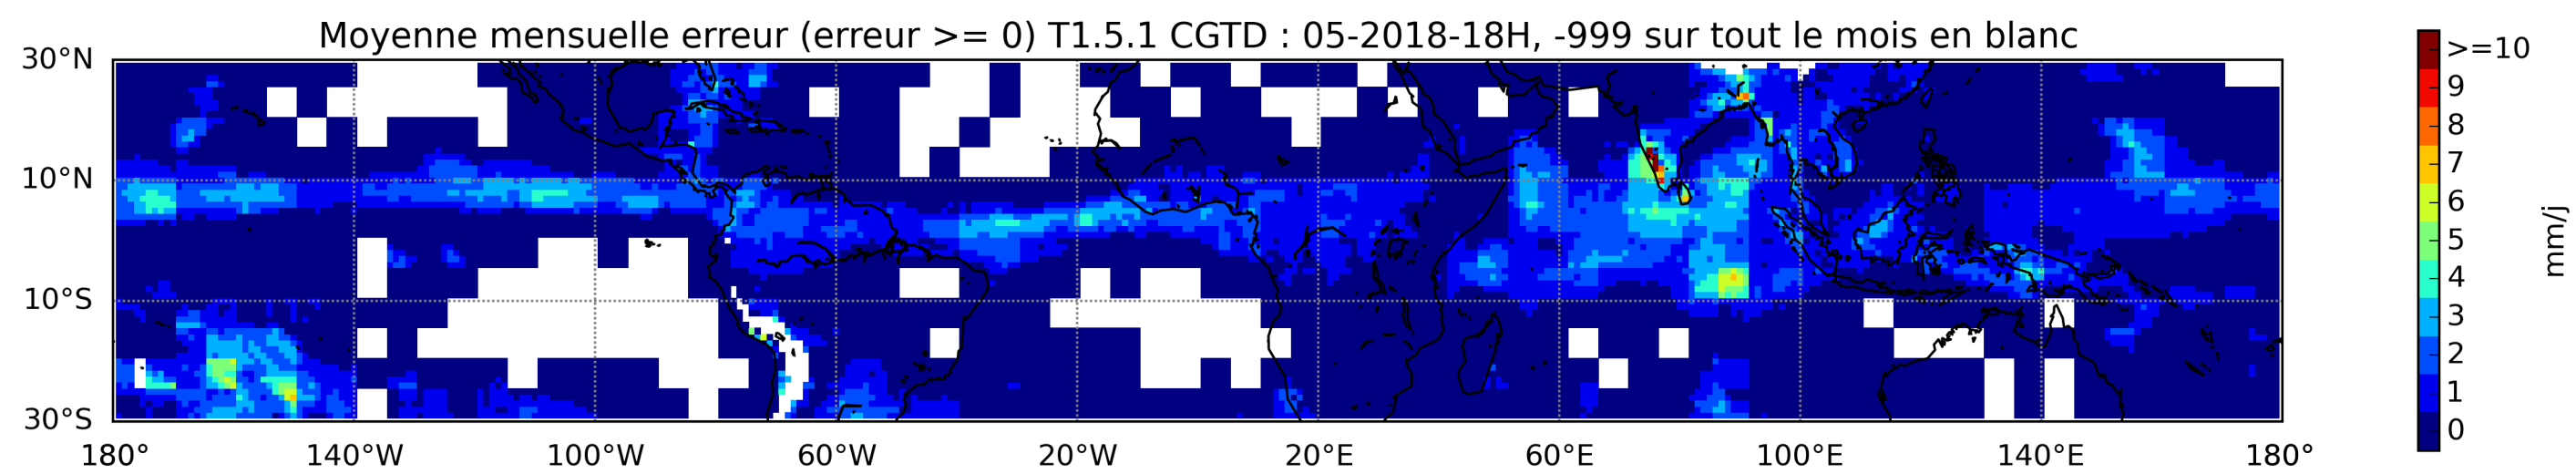 Moyenne mensuelle erreur (erreur >= 0) T1.5.1 CGTD : 05-2018-18H, -999 sur tout le mois en blanc
30°N
10°N
10°S
30°S
180° 140°W 100°W 60°W 20°W 20°E 60°E 100°E 140°E 180°
>=10
9
8
7
6
5
4
3
2
1
0
mm/j